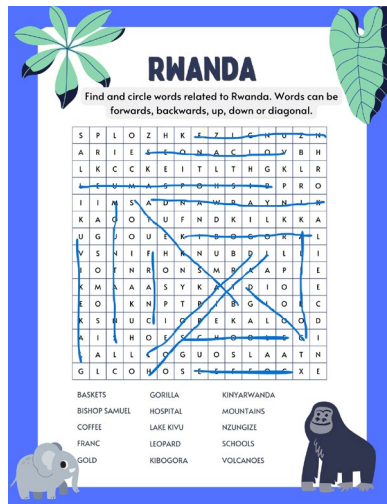 RWANDA
Find and circle words related to Rwanda. Words can be
forwards, backwards, up, down or diagonal.
S P L O Z H K E Z I G N U Z N
A R I E S E O N A C L O V B H
L K C C K E I T L T H G K L R
L E U M A S P O H S I B P R O
I I M S A D N A W R A Y N I K
K A O O T U F N D K I L K K A
U G U O U E K I B O G O R A L
A I S H O E S C H O O L S G I
A L L C O G U O S L A A T N
G L C O H O S E E F F O C X E
BASKETS GORILLA KINYARWANDA
BISHOP SAMUEL HOSPITAL MOUNTAINS
COFFEE LAKE KIVU NZUNGIZE
FRANC LEOPARD SCHOOLS
GOLD KIBOGORA VOLCANOES